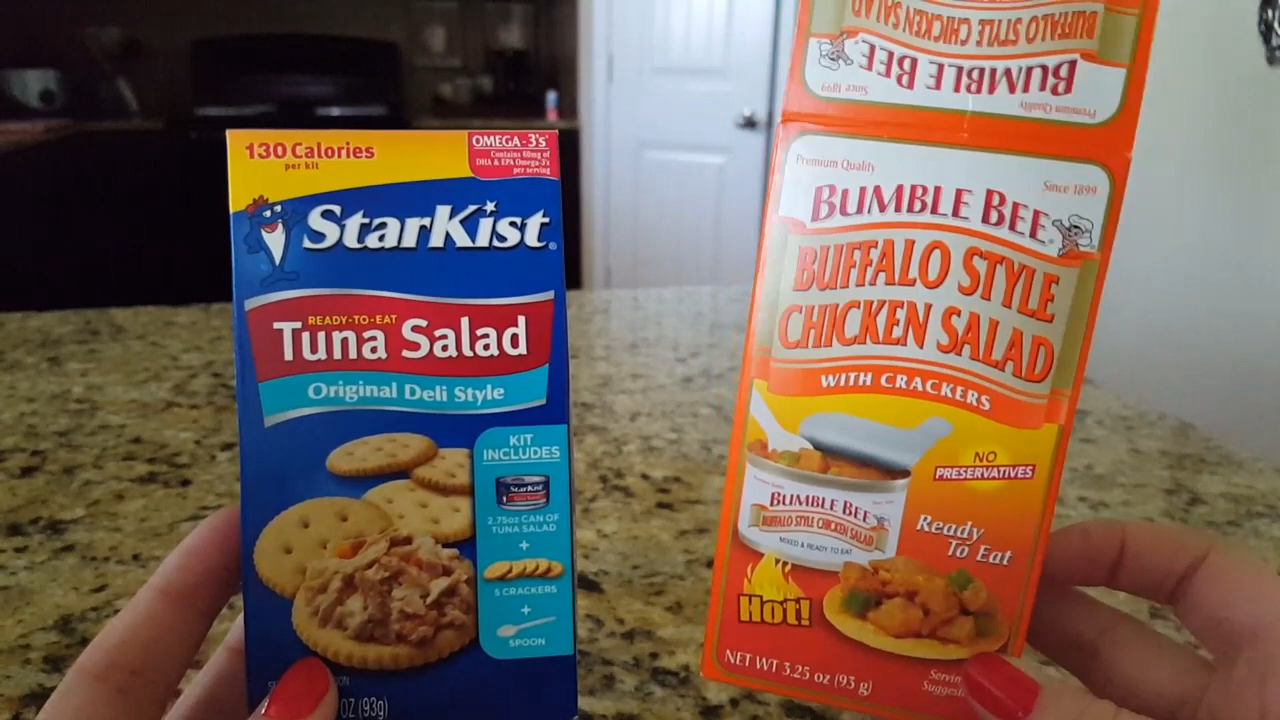 130 Calories
per kit
OMEGA-3's*
Contains 60mg of
DHA & EPA Omega-3's
per serving
StarKist®
READY-TO-EAT
Tuna Salad
Original Deli Style
KIT
INCLUDES
StarKist
2.75oz CAN OF
TUNA SALAD
+
5 CRACKERS
+
SPOON
OZ (93g)
BUFFALO STYLE CHICKEN SALAD
BUMBLE BEE
Since 1899
Premium Quality
Premium Quality
Since 1899
BUMBLE BEE®
BUFFALO STYLE
CHICKEN SALAD
WITH CRACKERS
NO
PRESERVATIVES
BUMBLE BEE
BUFFALO STYLE CHICKEN SALAD
MIXED & READY TO EAT
Ready
To Eat
Hot!
NET WT 3.25 oz (93 g)
Servin
Suggesti